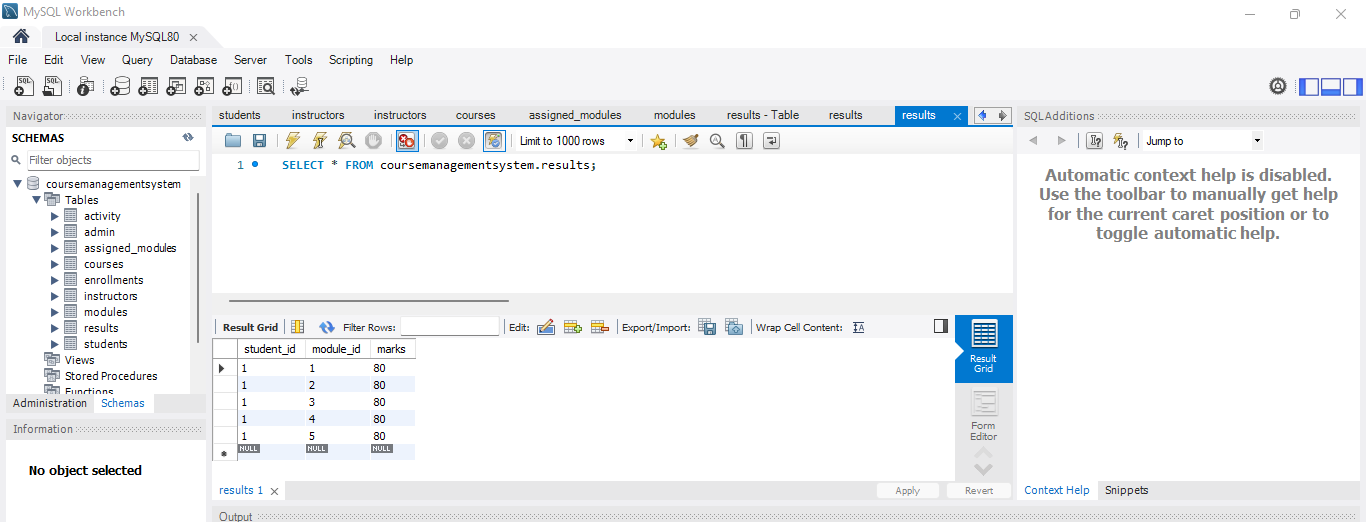 MySQL Workbench
Local instance MySQL80
File Edit View Query Database Server Tools Scripting Help
Navigator
SCHEMAS
Filter objects
coursemanagementsystem
Tables
activity
admin
assigned_modules
courses
enrollments
instructors
modules
results
students
Views
Stored Procedures
Functions
Administration Schemas
Information
No object selected
students instructors instructors courses assigned_modules modules results - Table results results
Limit to 1000 rows
1 SELECT * FROM coursemanagementsystem.results;
Result Grid Filter Rows: Edit: Export/Import: Wrap Cell Content:
student_id module_id marks
1 1 80
1 2 80
1 3 80
1 4 80
1 5 80
NULL NULL NULL
Result
Grid
Form
Editor
results 1
Apply Revert
Output
SQLAdditions
Jump to
Automatic context help is disabled.
Use the toolbar to manually get help
for the current caret position or to
toggle automatic help.
Context Help Snippets